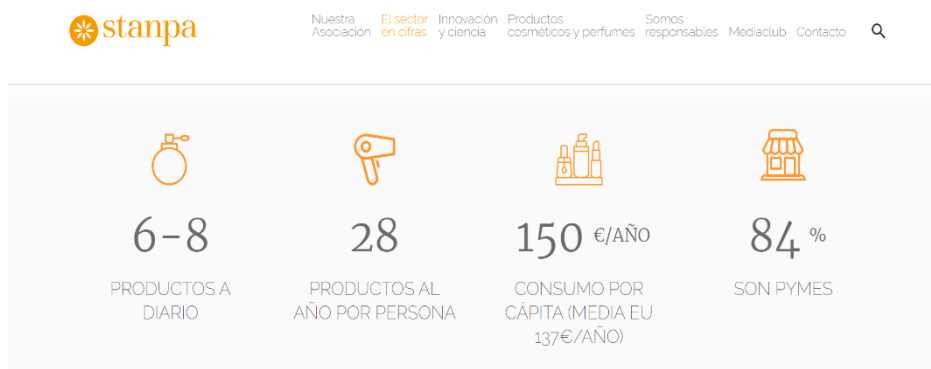 stanpa
Nuestra Asociación
El sector en cifras
Innovación y ciencia
Productos cosméticos y perfumes
Somos responsables
Mediaclub
Contacto
6-8
PRODUCTOS A
DIARIO
28
PRODUCTOS AL
AÑO POR PERSONA
150 €/AÑO
CONSUMO POR
CÁPITA (MEDIA EU
137€/AÑO)
84 %
SON PYMES